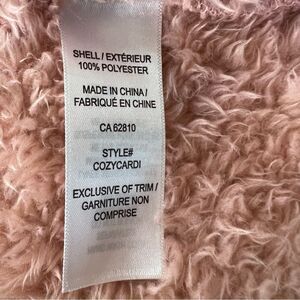 SHELL / EXTÉRIEUR
100% POLYESTER
MADE IN CHINA /
FABRIQUÉ EN CHINE
CA 62810
STYLE#
COZYCARDI
EXCLUSIVE OF TRIM /
GARNITURE NON
COMPRISE